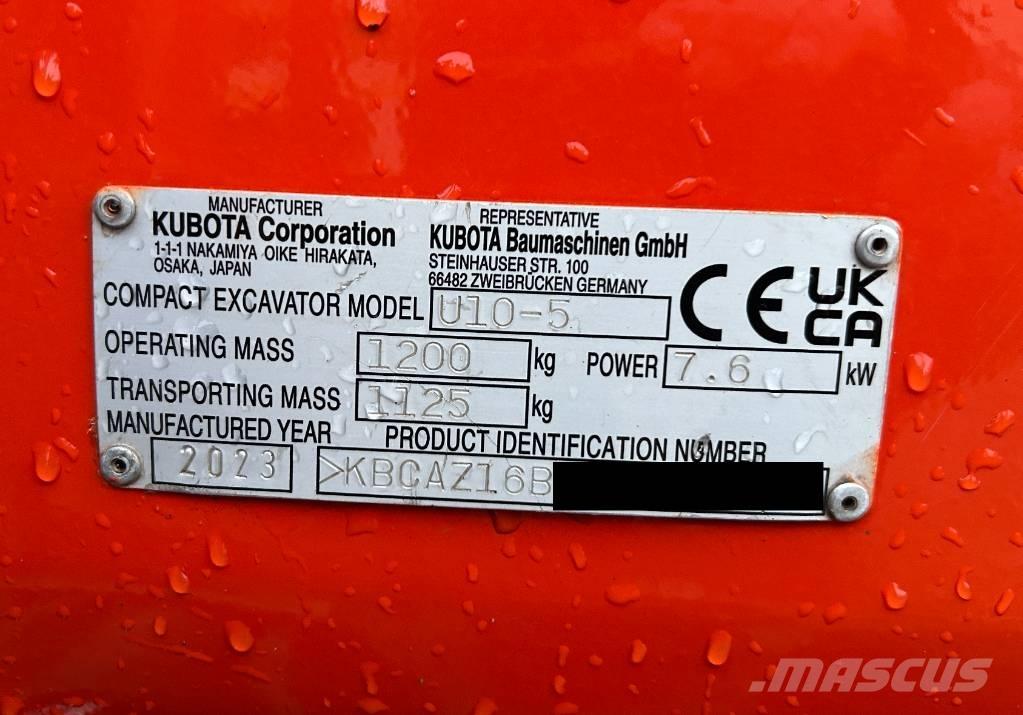 MANUFACTURER
KUBOTA Corporation
1-1-1 NAKAMIYA OIKE HIRAKATA,
OSAKA, JAPAN
REPRESENTATIVE
KUBOTA Baumaschinen GmbH
STEINHAUSER STR. 100
66482 ZWEIBRÜCKEN GERMANY
COMPACT EXCAVATOR MODEL U10-5
CE UK
CA
OPERATING MASS 1200 kg POWER 7.6 kW
TRANSPORTING MASS 1125 kg
MANUFACTURED YEAR PRODUCT IDENTIFICATION NUMBER
2023 >KBCAZ16B
.MASCUS